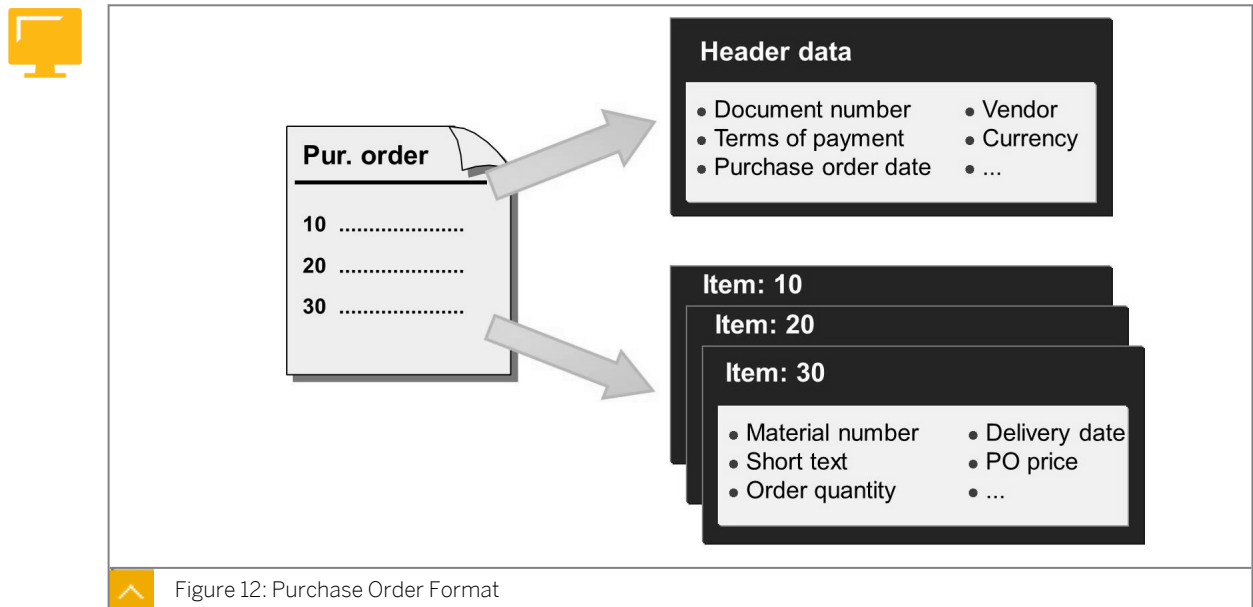 Pur. order
10 .....................
20 .....................
30 .....................
Header data
• Document number
• Terms of payment
• Purchase order date
• Vendor
• Currency
• ...
Item: 10
Item: 20
Item: 30
• Material number
• Short text
• Order quantity
• Delivery date
• PO price
• ...
Figure 12: Purchase Order Format